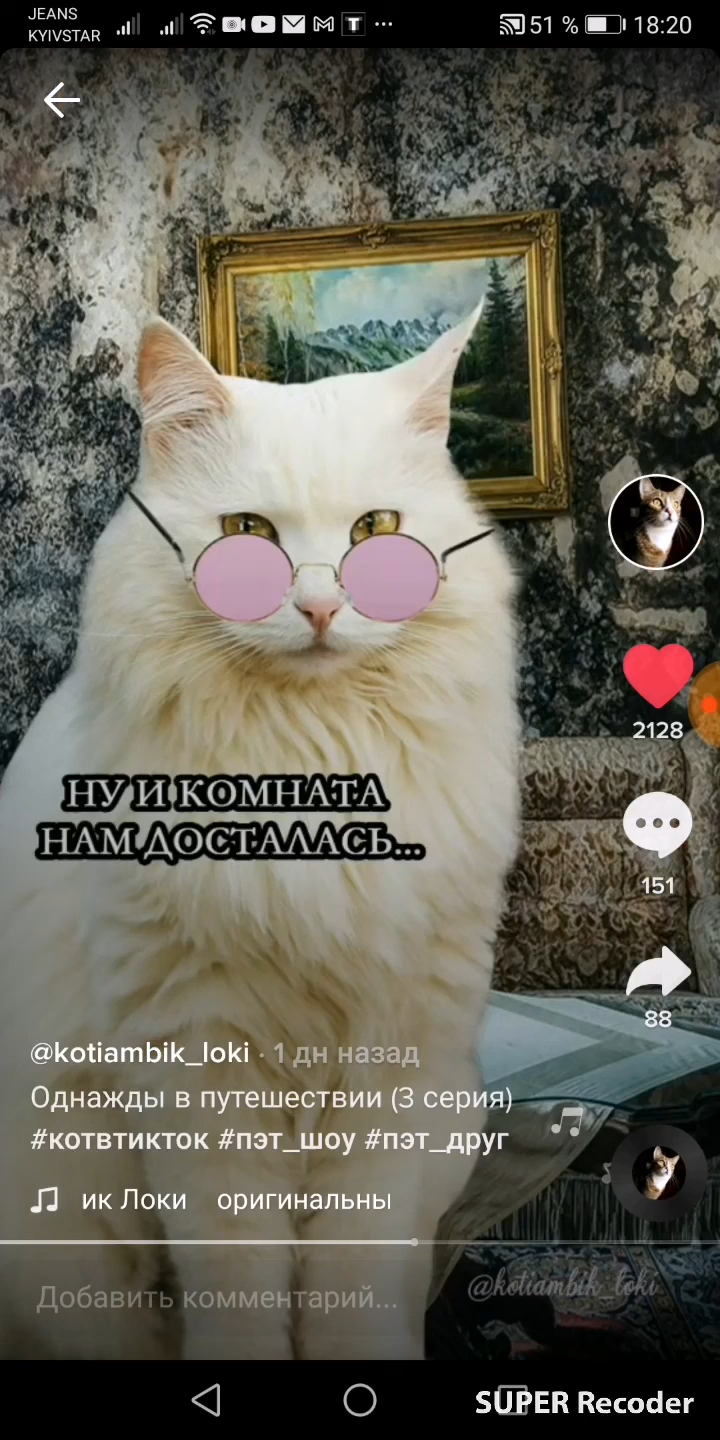 JEANS
KYIVSTAR
51 % 18:20
НУ И КОМНАТА
НАМ ДОСТАЛАСЬ...
2128
151
88
@kotiambik_loki · 1 дн назад
Однажды в путешествии (3 серия)
#котвтикток #пэт_шоу #пэт_друг
ик Локи оригинальны
Добавить комментарий...
@kotiambik_loki
SUPER Recoder